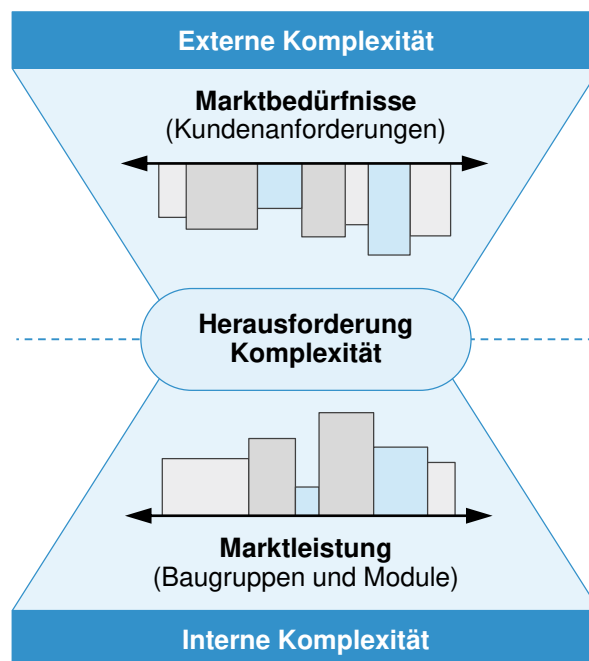 Externe Komplexität
Marktbedürfnisse
(Kundenanforderungen)
Herausforderung
Komplexität
Marktleistung
(Baugruppen und Module)
Interne Komplexität